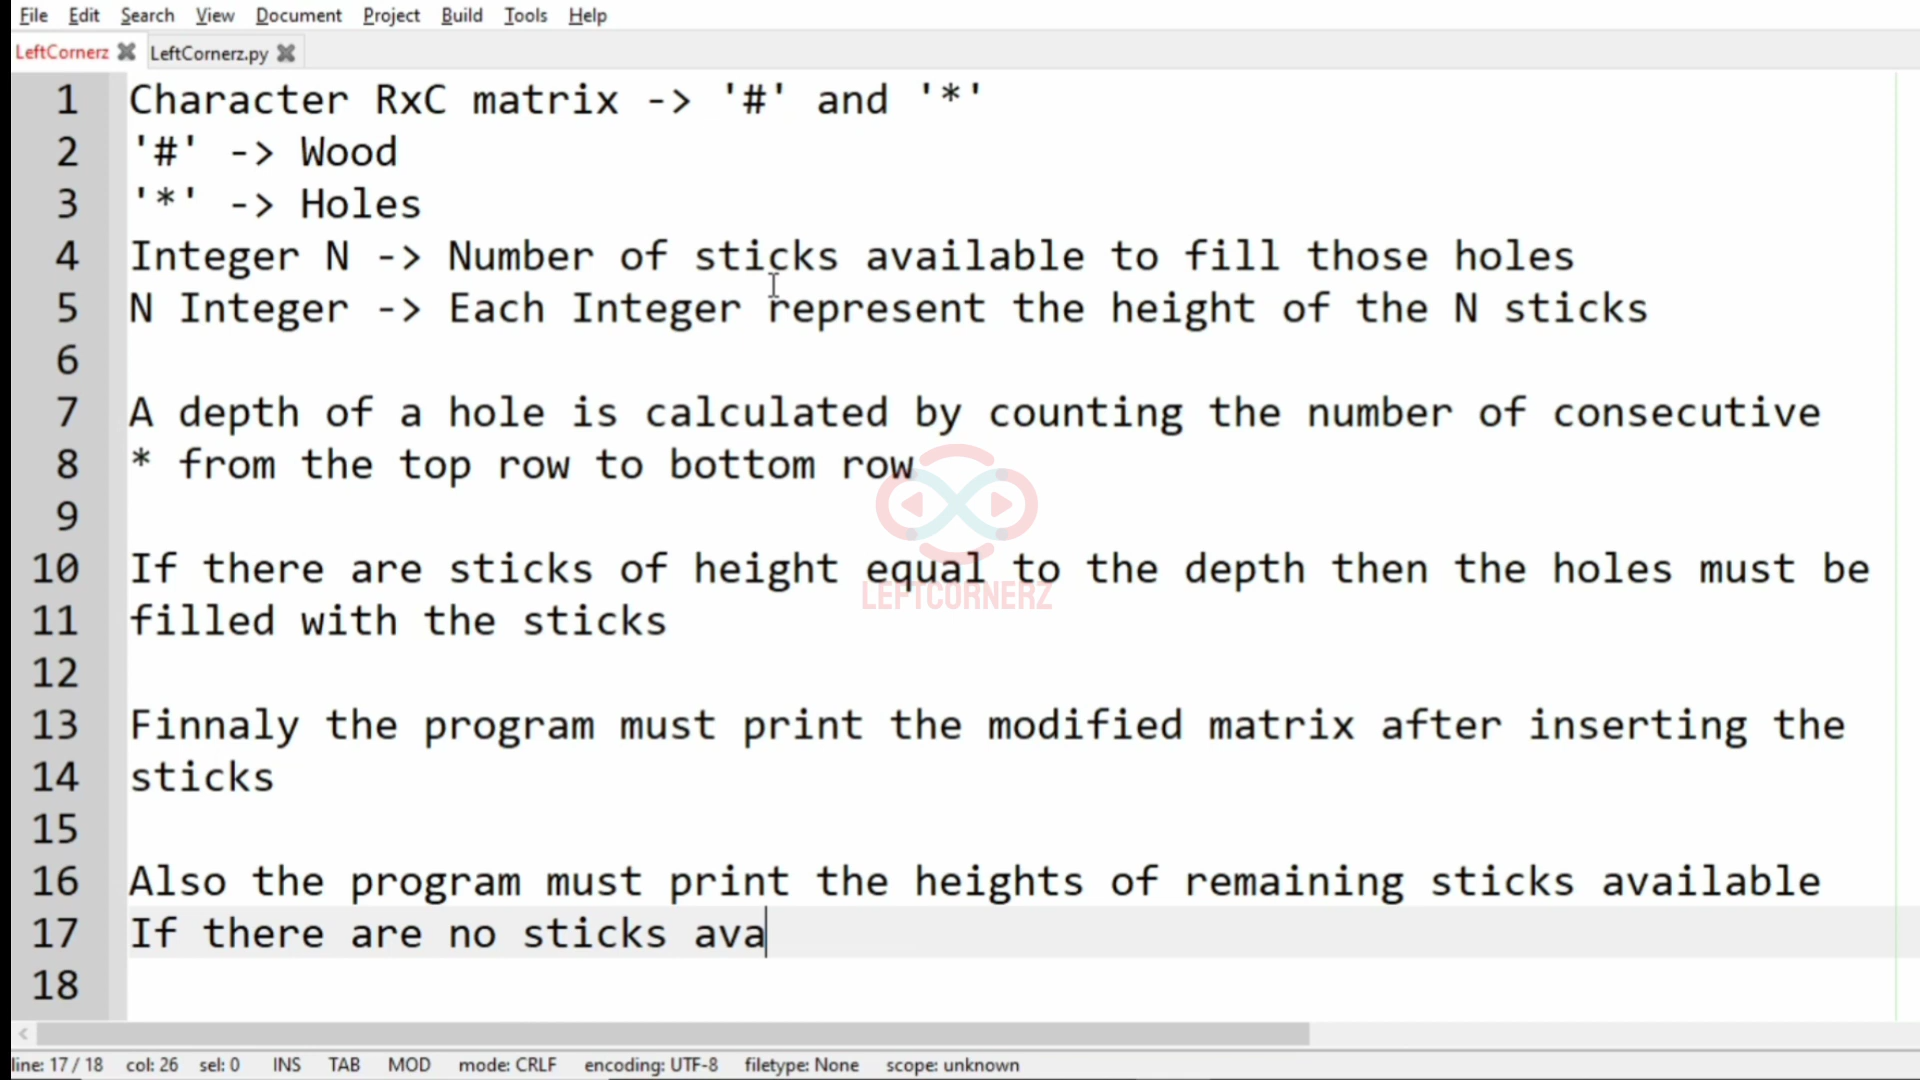 File Edit Search View Document Project Build Tools Help
LeftCornerz LeftCornerz.py
1 Character RxC matrix -> '#' and '*'
2 '#' -> Wood
3 '*' -> Holes
4 Integer N -> Number of sticks available to fill those holes
5 N Integer -> Each Integer represent the height of the N sticks
6
7 A depth of a hole is calculated by counting the number of consecutive
8 * from the top row to bottom row
9
10 If there are sticks of height equal to the depth then the holes must be
LEFTCORNERZ
11 filled with the sticks
12
13 Finnaly the program must print the modified matrix after inserting the
14 sticks
15
16 Also the program must print the heights of remaining sticks available
17 If there are no sticks ava
18
line: 17 / 18 col: 26 sel: 0 INS TAB MOD mode: CRLF encoding: UTF-8 filetype: None scope: unknown